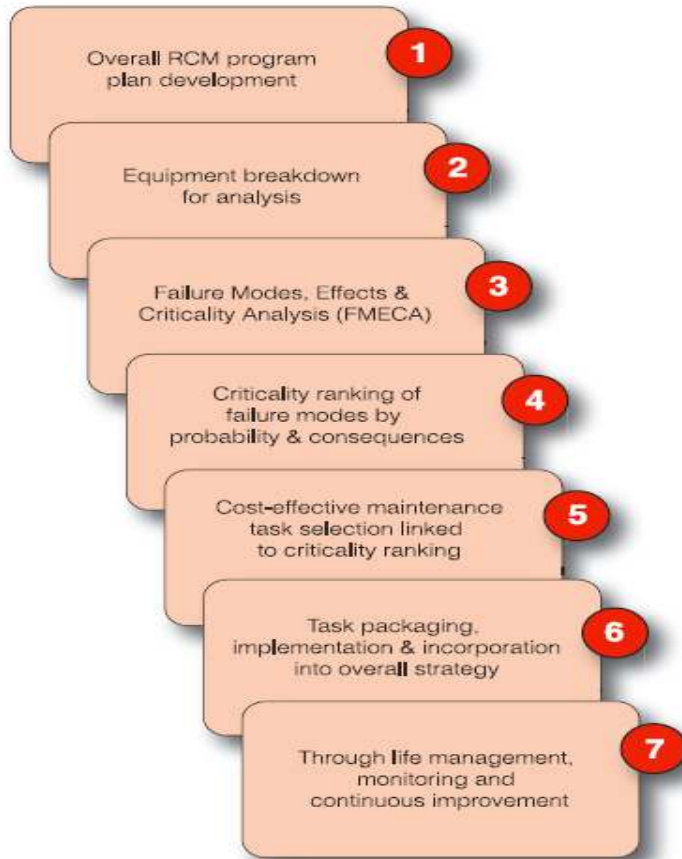 1
Overall RCM program
plan development
2
Equipment breakdown
for analysis
3
Failure Modes, Effects &
Criticality Analysis (FMECA)
4
Criticality ranking of
failure modes by
probability & consequences
5
Cost-effective maintenance
task selection linked
to criticality ranking
6
Task packaging,
implementation & incorporation
into overall strategy
7
Through life management,
monitoring and
continuous improvement